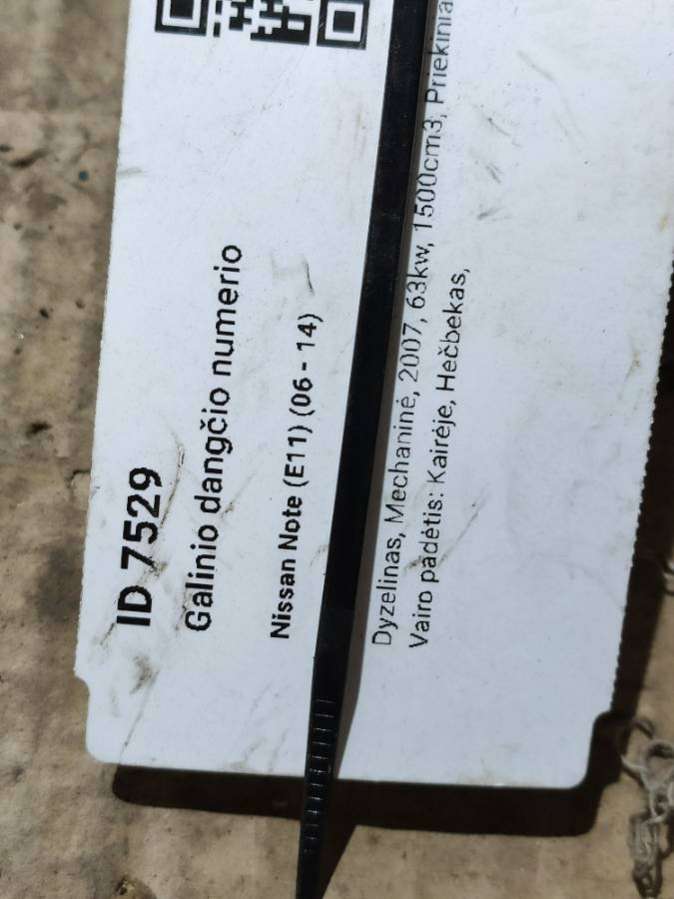 ID 7529
Galinio dangčio numerio
Nissan Note (E11) (06 - 14)
Dyzelinas, Mechaninė, 2007, 63kw, 1500cm3, Priekiniai
Vairo padėtis: Kairėje, Hečbekas,